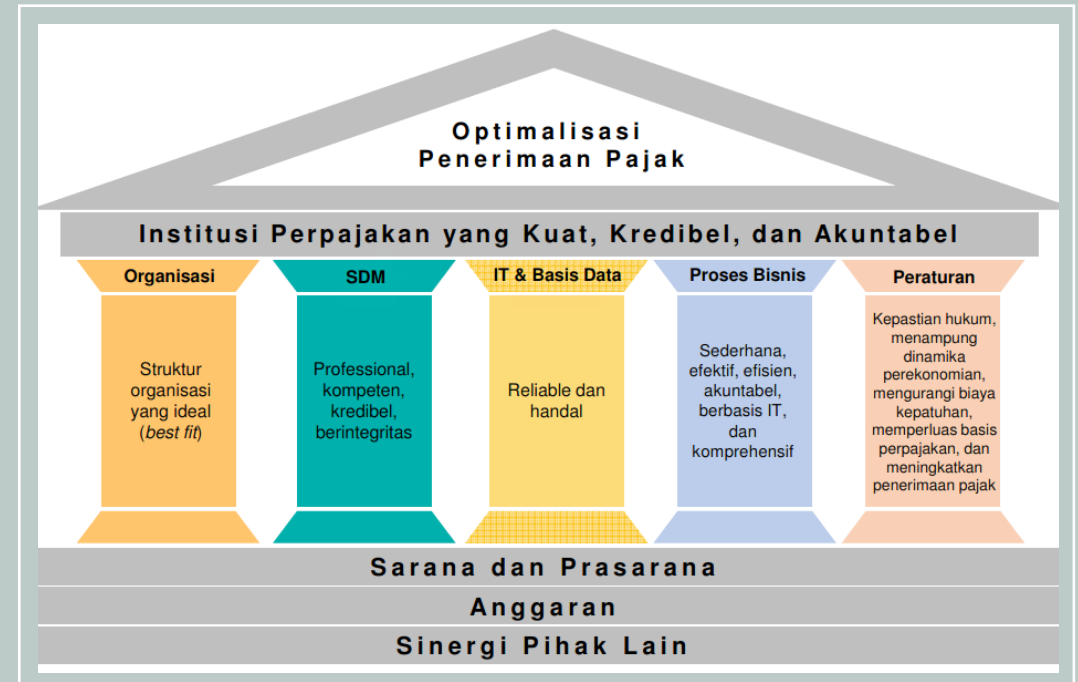 Optimalisasi
Penerimaan Pajak
Institusi Perpajakan yang Kuat, Kredibel, dan Akuntabel
Organisasi
Struktur
organisasi
yang ideal
(best fit)
SDM
Professional,
kompeten,
kredibel,
berintegritas
IT & Basis Data
Reliable dan
handal
Proses Bisnis
Sederhana,
efektif, efisien,
akuntabel,
berbasis IT,
dan
komprehensif
Peraturan
Kepastian hukum,
menampung
dinamika
perekonomian,
mengurangi biaya
kepatuhan,
memperluas basis
perpajakan, dan
meningkatkan
penerimaan pajak
Sarana dan Prasarana
Anggaran
Sinergi Pihak Lain